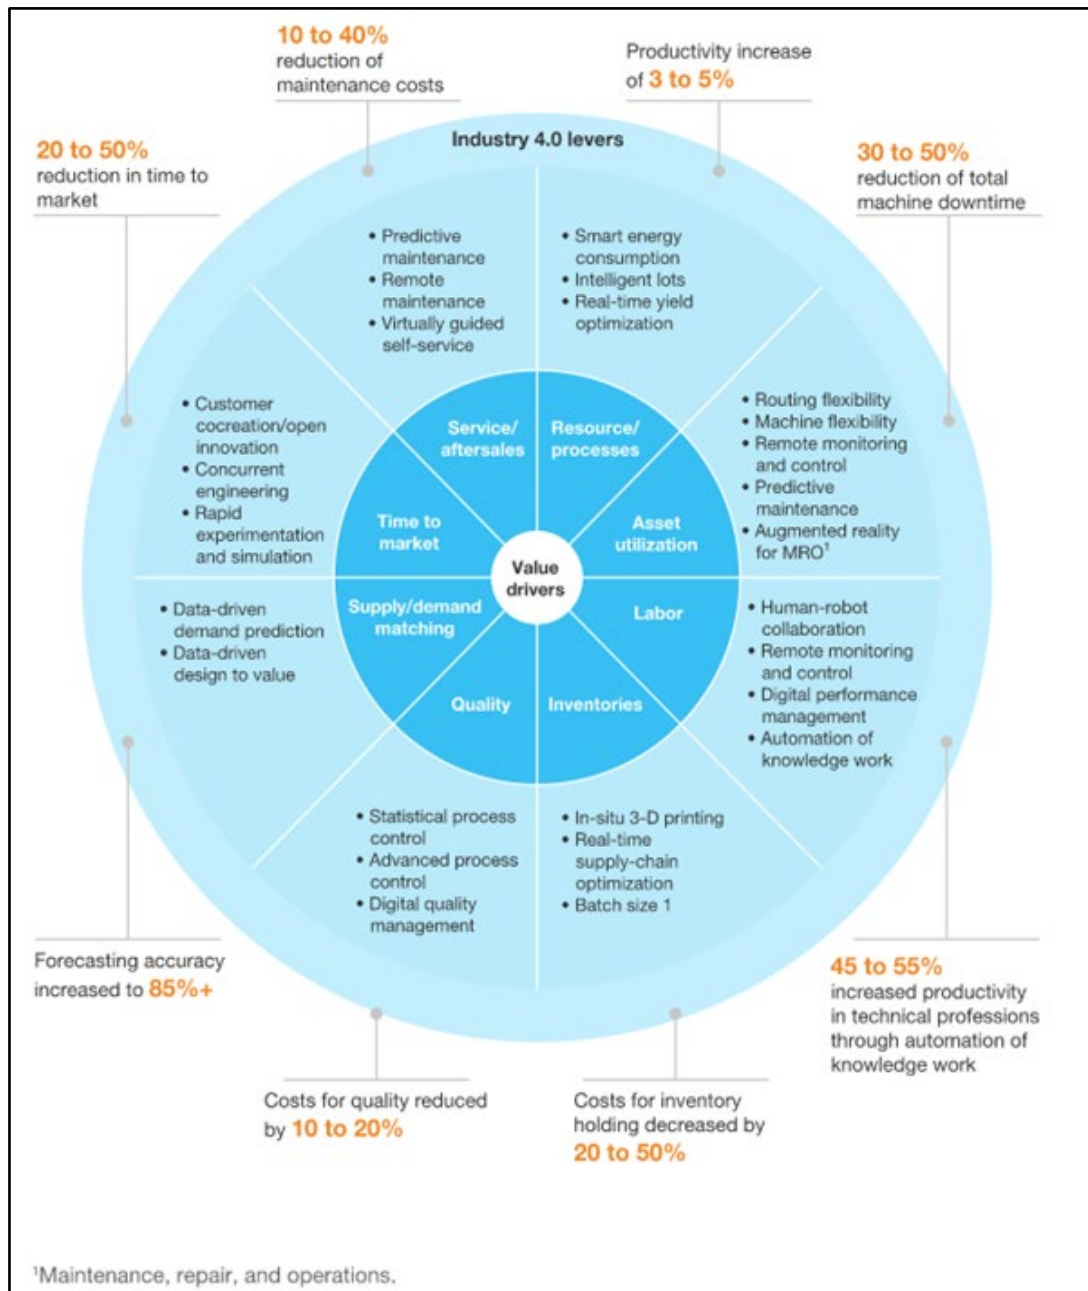 10 to 40%
reduction of
maintenance costs
Productivity increase
of 3 to 5%
20 to 50%
reduction in time to
market
30 to 50%
reduction of total
machine downtime
Industry 4.0 levers
• Predictive
maintenance
• Remote
maintenance
• Virtually guided
self-service
• Smart energy
consumption
• Intelligent lots
• Real-time yield
optimization
• Customer
cocreation/open
innovation
• Concurrent
engineering
• Rapid
experimentation
and simulation
• Routing flexibility
• Machine flexibility
• Remote monitoring
and control
• Predictive
maintenance
• Augmented reality
for MRO¹
Service/
aftersales
Resource/
processes
Time to
market
Asset
utilization
Value
drivers
Supply/demand
matching
Labor
Quality
Inventories
• Data-driven
demand prediction
• Data-driven
design to value
• Human-robot
collaboration
• Remote monitoring
and control
• Digital performance
management
• Automation of
knowledge work
• Statistical process
control
• Advanced process
control
• Digital quality
management
• In-situ 3-D printing
• Real-time
supply-chain
optimization
• Batch size 1
Forecasting accuracy
increased to 85%+
45 to 55%
increased productivity
in technical professions
through automation of
knowledge work
Costs for quality reduced
by 10 to 20%
Costs for inventory
holding decreased by
20 to 50%
¹Maintenance, repair, and operations.